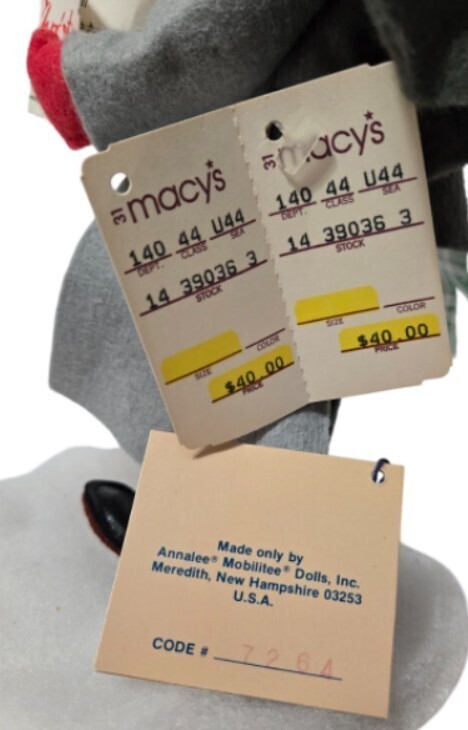 31 macy's
140 44 U44
DEPT. CLASS SEA
14 39036 3
STOCK
SIZE COLOR
$40.00
PRICE
31 macy's
140 44 U44
DEPT. CLASS SEA
14 39036 3
STOCK
SIZE COLOR
$40.00
PRICE
Made only by
Annalee® Mobilitee® Dolls, Inc.
Meredith, New Hampshire 03253
U.S.A.
CODE # 7264